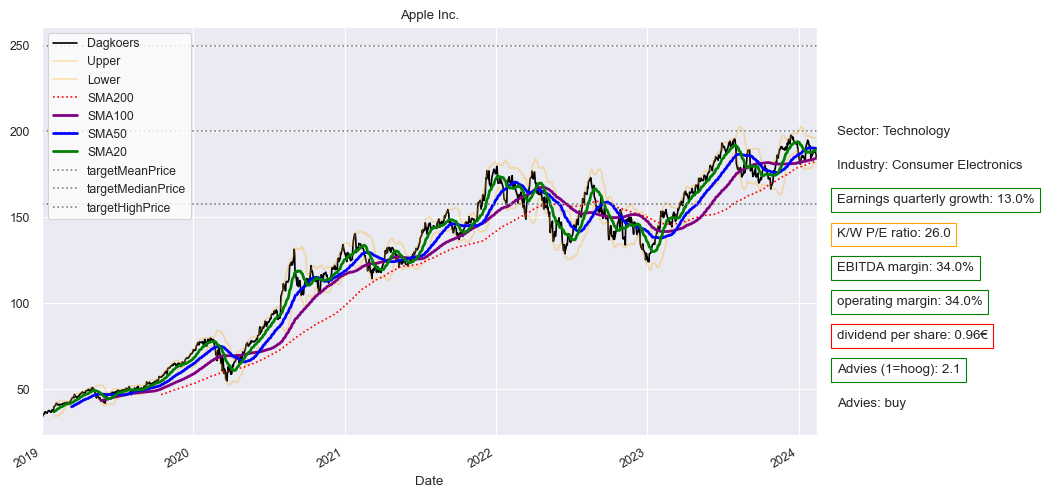 Apple Inc.
250
200
150
100
50
Dagkoers
Upper
Lower
SMA200
SMA100
SMA50
SMA20
targetMeanPrice
targetMedianPrice
targetHighPrice
2019
2020
2021
2022
2023
2024
Date
Sector: Technology
Industry: Consumer Electronics
Earnings quarterly growth: 13.0%
K/W P/E ratio: 26.0
EBITDA margin: 34.0%
operating margin: 34.0%
dividend per share: 0.96€
Advies (1=hoog): 2.1
Advies: buy